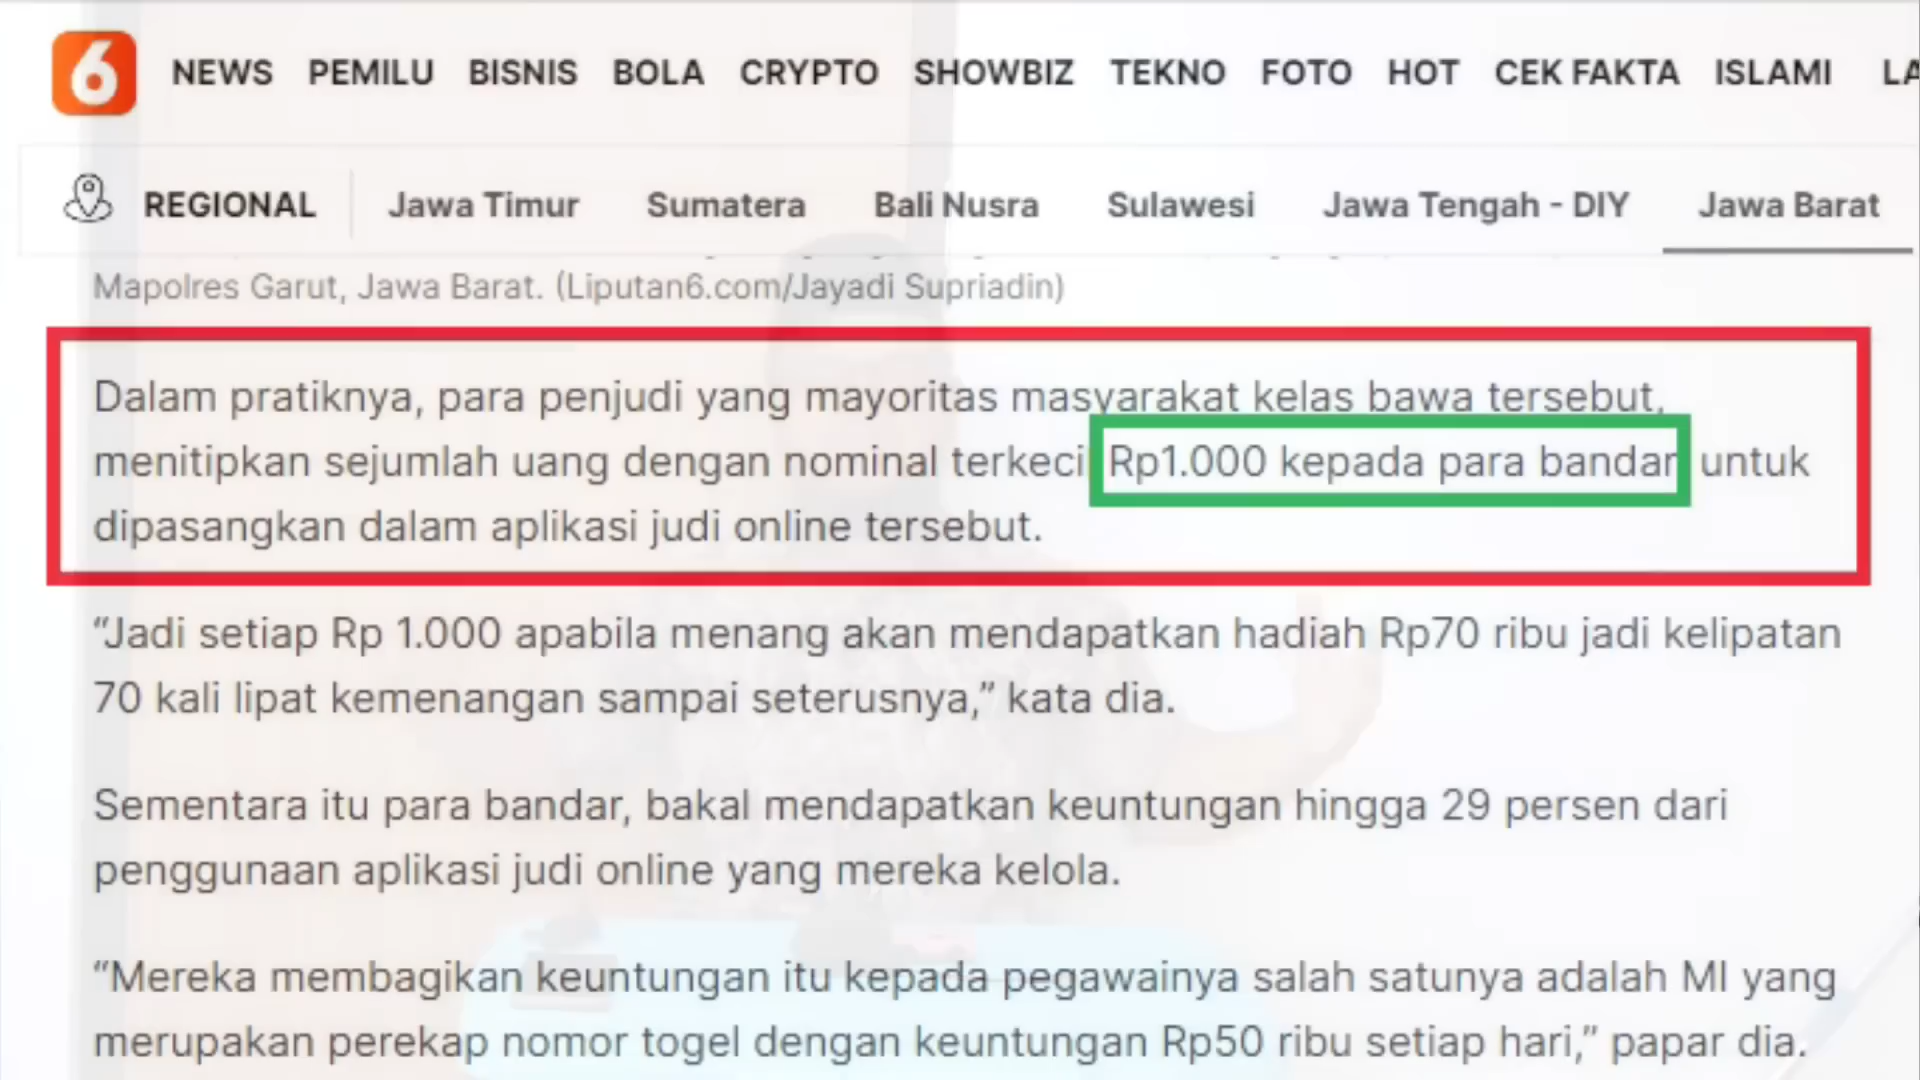 6 NEWS PEMILU BISNIS BOLA CRYPTO SHOWBIZ TEKNO FOTO HOT CEK FAKTA ISLAMI LA
REGIONAL Jawa Timur Sumatera Bali Nusra Sulawesi Jawa Tengah - DIY Jawa Barat
Mapolres Garut, Jawa Barat. (Liputan6.com/Jayadi Supriadin)
Dalam pratiknya, para penjudi yang mayoritas masyarakat kelas bawa tersebut,
menitipkan sejumlah uang dengan nominal terkeci Rp1.000 kepada para bandar untuk
dipasangkan dalam aplikasi judi online tersebut.
“Jadi setiap Rp 1.000 apabila menang akan mendapatkan hadiah Rp70 ribu jadi kelipatan
70 kali lipat kemenangan sampai seterusnya,” kata dia.
Sementara itu para bandar, bakal mendapatkan keuntungan hingga 29 persen dari
penggunaan aplikasi judi online yang mereka kelola.
“Mereka membagikan keuntungan itu kepada pegawainya salah satunya adalah MI yang
merupakan perekap nomor togel dengan keuntungan Rp50 ribu setiap hari,” papar dia.